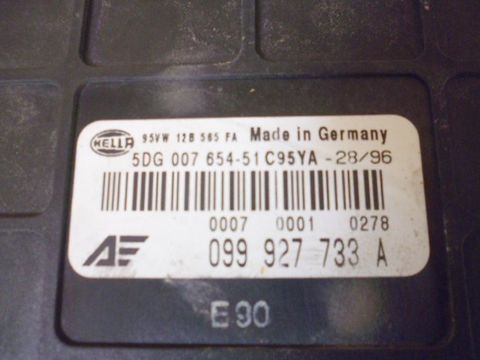 HELLA 95VW 12B 565 FA Made in Germany
5DG 007 654-51 C95YA - 28/96
0007 0001 0278
AE 099 927 733 A
E90